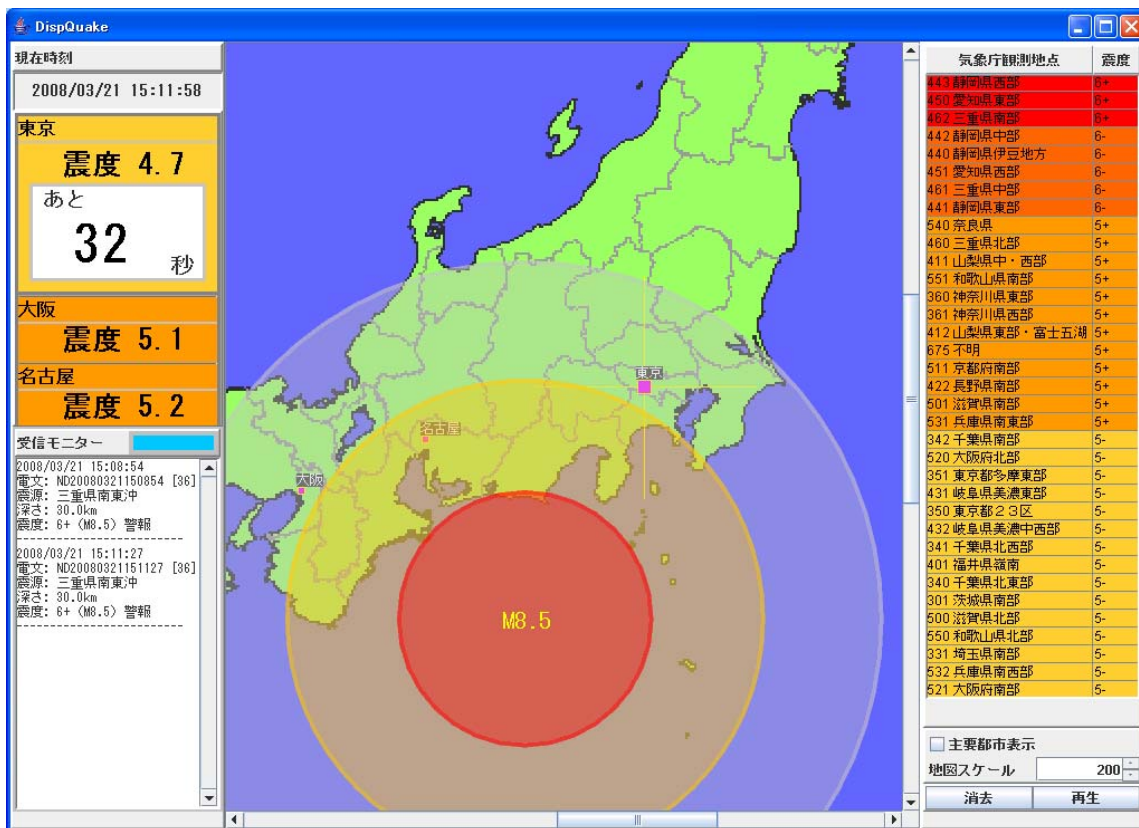 DispQuake
現在時刻
2008/03/21 15:11:58
東京
震度 4.7
あと
32
秒
大阪
震度 5.1
名古屋
震度 5.2
受信モニター
2008/03/21 15:08:54
電文: ND20080321150854 [36]
震源: 三重県南東沖
深さ: 30.0km
震度: 6+ (M8.5) 警報
------------------------
2008/03/21 15:11:27
電文: ND20080321151127 [36]
震源: 三重県南東沖
深さ: 30.0km
震度: 6+ (M8.5) 警報
------------------------
東京
名古屋
大阪
M8.5
気象庁観測地点 震度
443 静岡県西部 6+
450 愛知県東部 6+
462 三重県南部 6+
442 静岡県中部 6-
440 静岡県伊豆地方 6-
451 愛知県西部 6-
461 三重県中部 6-
441 静岡県東部 6-
540 奈良県 5+
460 三重県北部 5+
411 山梨県中・西部 5+
551 和歌山県南部 5+
360 神奈川県東部 5+
361 神奈川県西部 5+
412 山梨県東部・富士五湖 5+
675 不明 5+
511 京都府南部 5+
422 長野県南部 5+
501 滋賀県南部 5+
531 兵庫県南東部 5+
342 千葉県南部 5-
520 大阪府北部 5-
351 東京都多摩東部 5-
431 岐阜県美濃東部 5-
350 東京都23区 5-
432 岐阜県美濃中西部 5-
341 千葉県北西部 5-
401 福井県嶺南 5-
340 千葉県北東部 5-
301 茨城県南部 5-
500 滋賀県北部 5-
550 和歌山県北部 5-
331 埼玉県南部 5-
532 兵庫県南西部 5-
521 大阪府南部 5-
主要都市表示
地図スケール 200
消去 再生